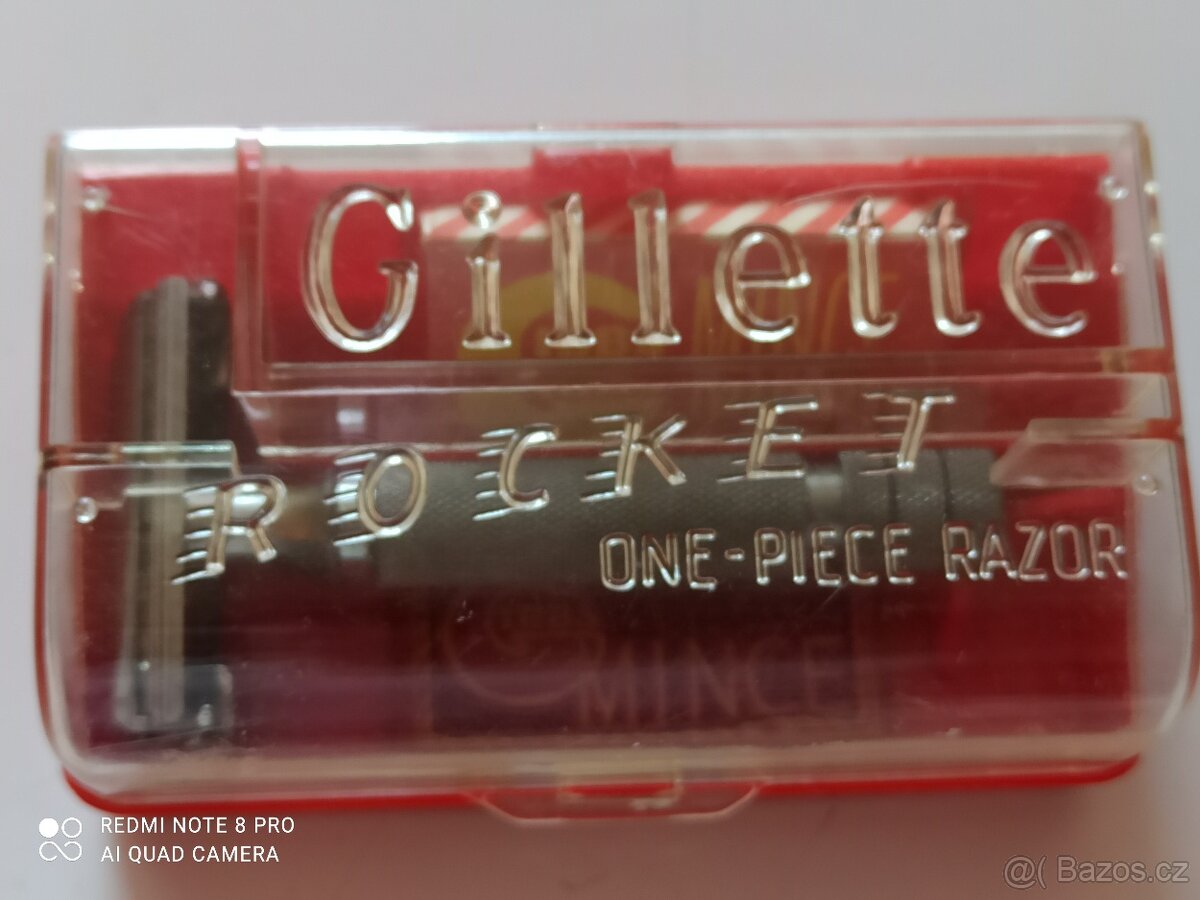 Gillette
ROCKET
ONE-PIECE RAZOR
MINCE
REDMI NOTE 8 PRO
AI QUAD CAMERA
@( Bazos.cz